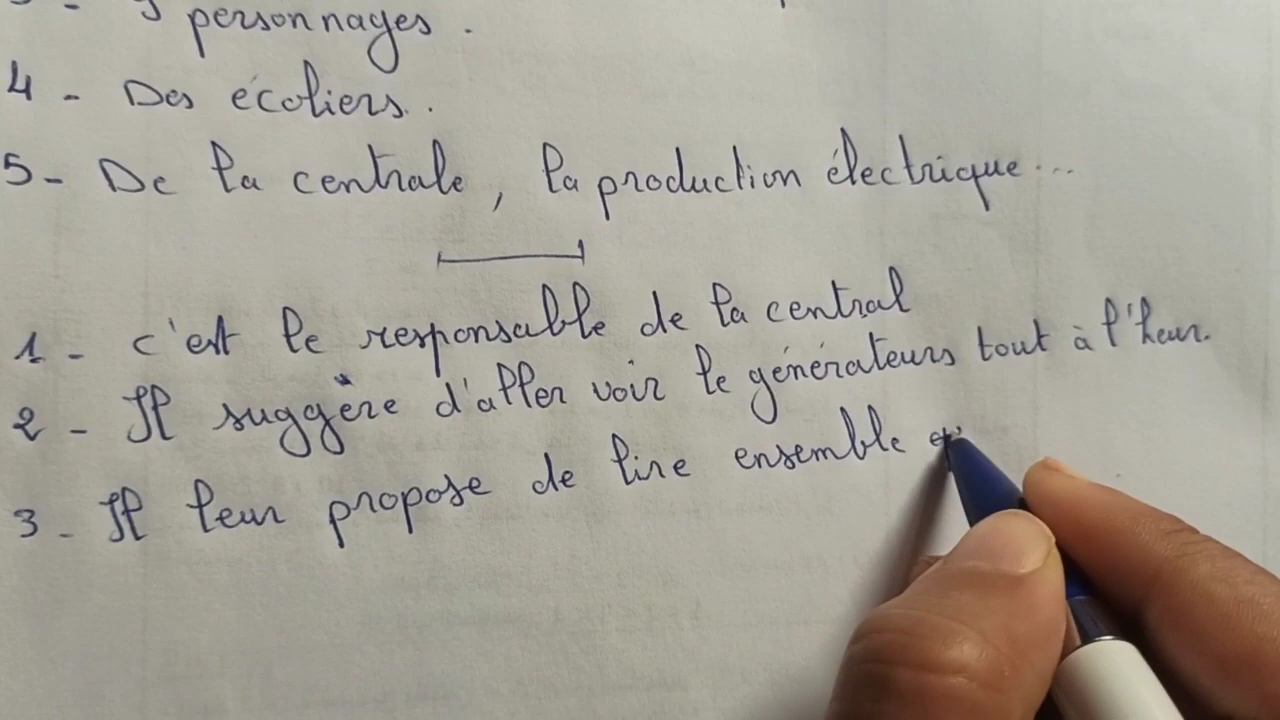 personnages.
4 - Des écoliers.
5 - De la centrale, la production électrique...
1 - c'est le responsable de la central
2 - Il suggère d'aller voir le générateurs tout à l'heur.
3 - Il leur propose de lire ensemble